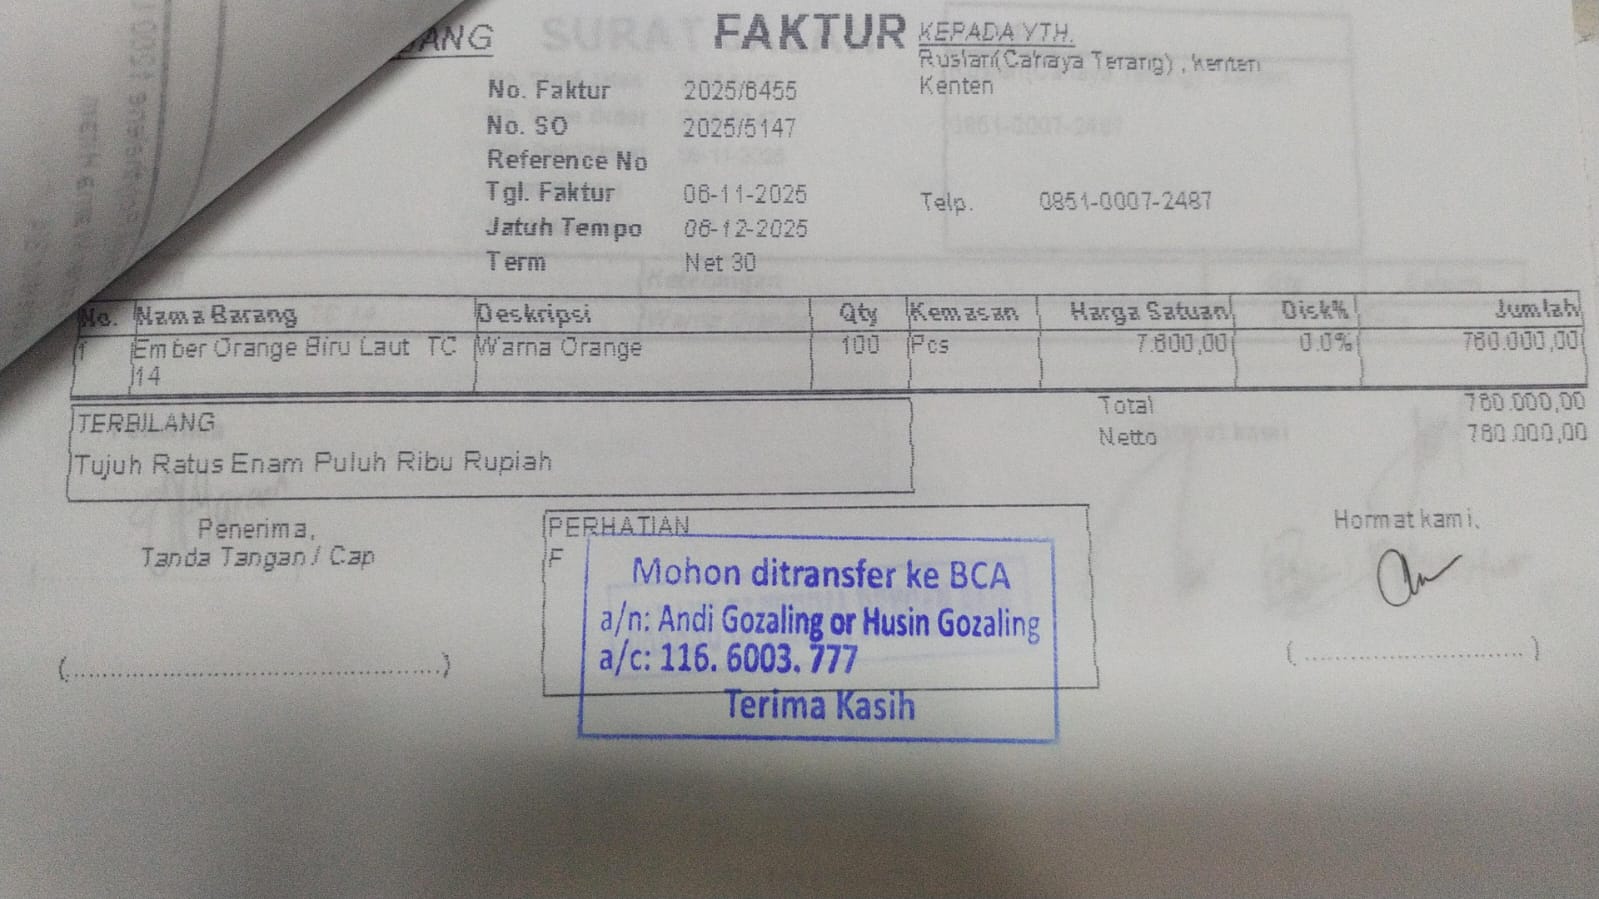 FAKTUR
KEPADA YTH.
Ruslan(Cahaya Terang) , kenten
Kenten
No. Faktur 2025/6455
No. SO 2025/5147
Reference No
Tgl. Faktur 06-11-2025
Jatuh Tempo 06-12-2025
Term Net 30
Telp. 0851-0007-2487
No. Nama Barang Deskripsi Qty Kemasan Harga Satuan Disk% Jumlah
1 Ember Orange Biru Laut TC Warna Orange 100 Pcs 7.600,00 0.0% 760.000,00
14
Total 760.000,00
Netto 760.000,00
TERBILANG
Tujuh Ratus Enam Puluh Ribu Rupiah
Penerima,
Tanda Tangan / Cap
PERHATIAN
F
Mohon ditransfer ke BCA
a/n: Andi Gozaling or Husin Gozaling
a/c: 116. 6003. 777
Terima Kasih
Hormat kami,